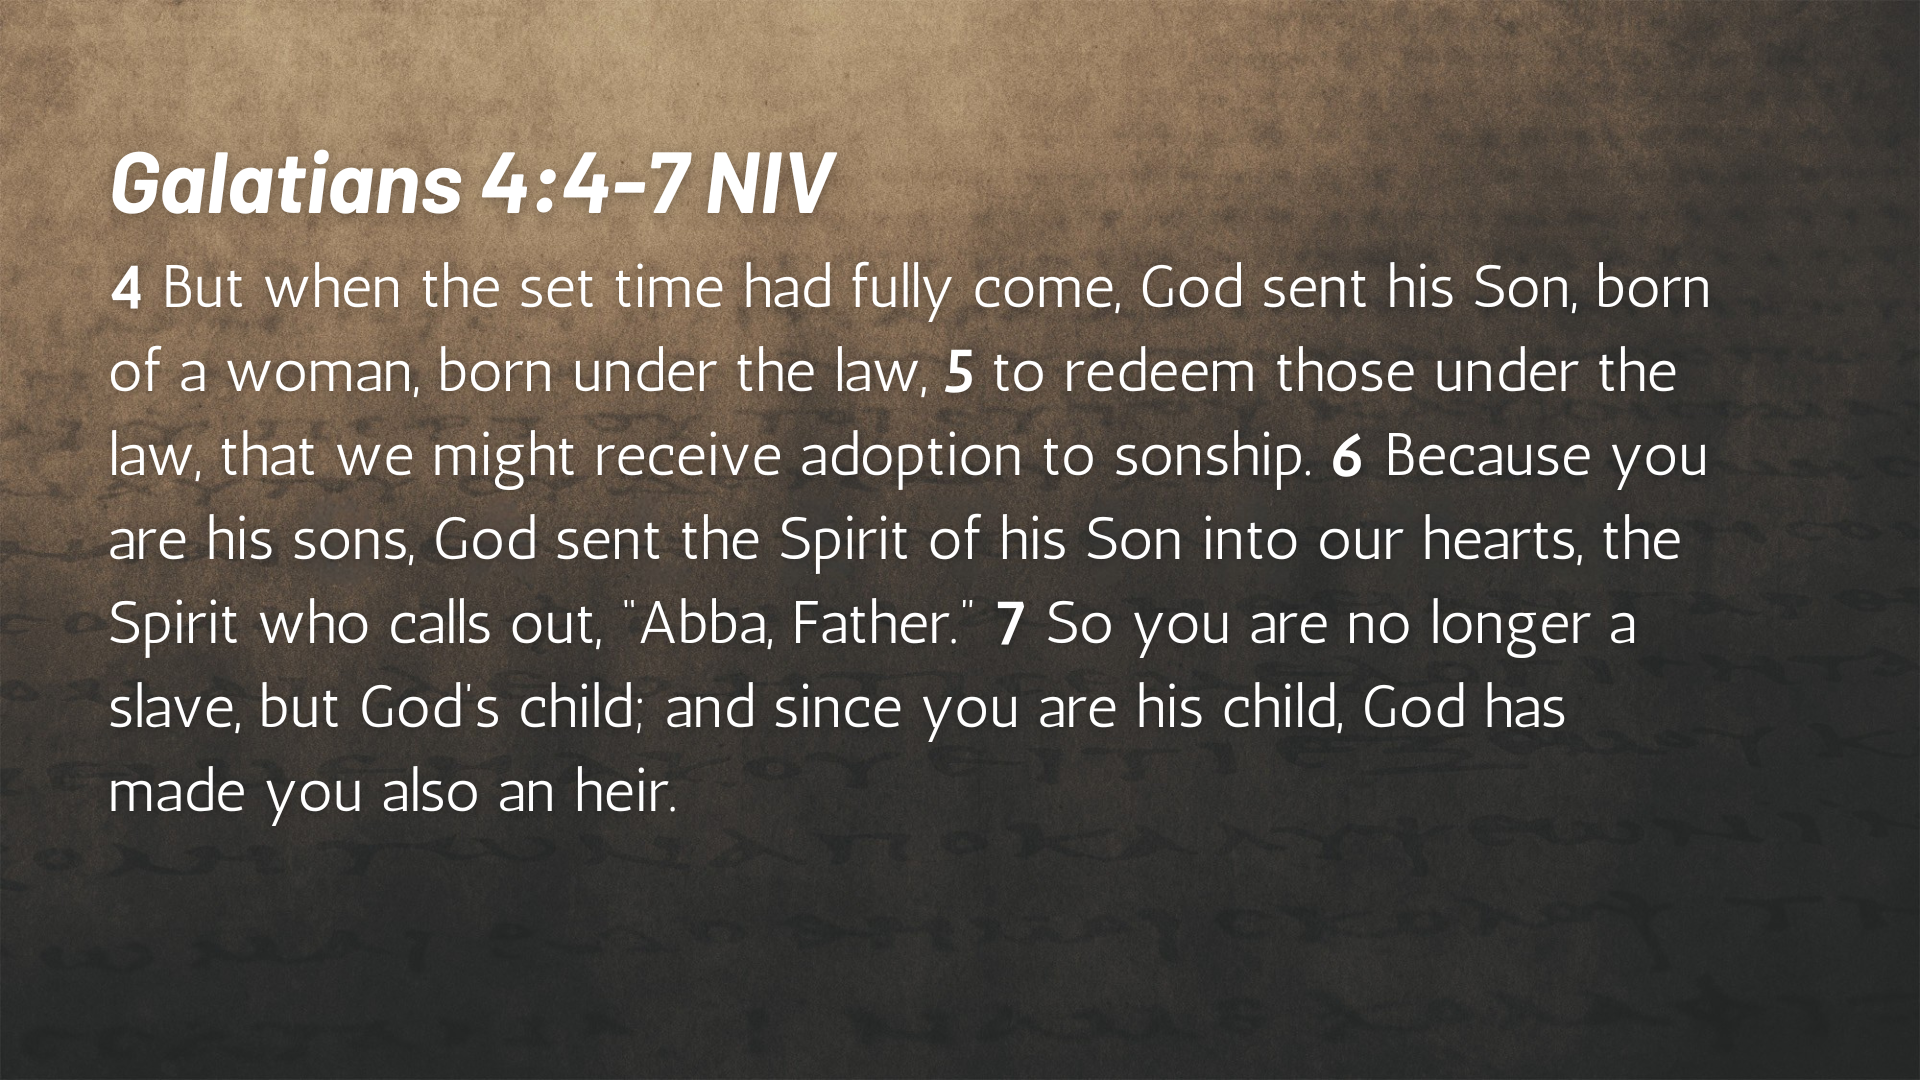 Galatians 4:4-7 NIV
4 But when the set time had fully come, God sent his Son, born
of a woman, born under the law, 5 to redeem those under the
law, that we might receive adoption to sonship. 6 Because you
are his sons, God sent the Spirit of his Son into our hearts, the
Spirit who calls out, "Abba, Father." 7 So you are no longer a
slave, but God's child; and since you are his child, God has
made you also an heir.